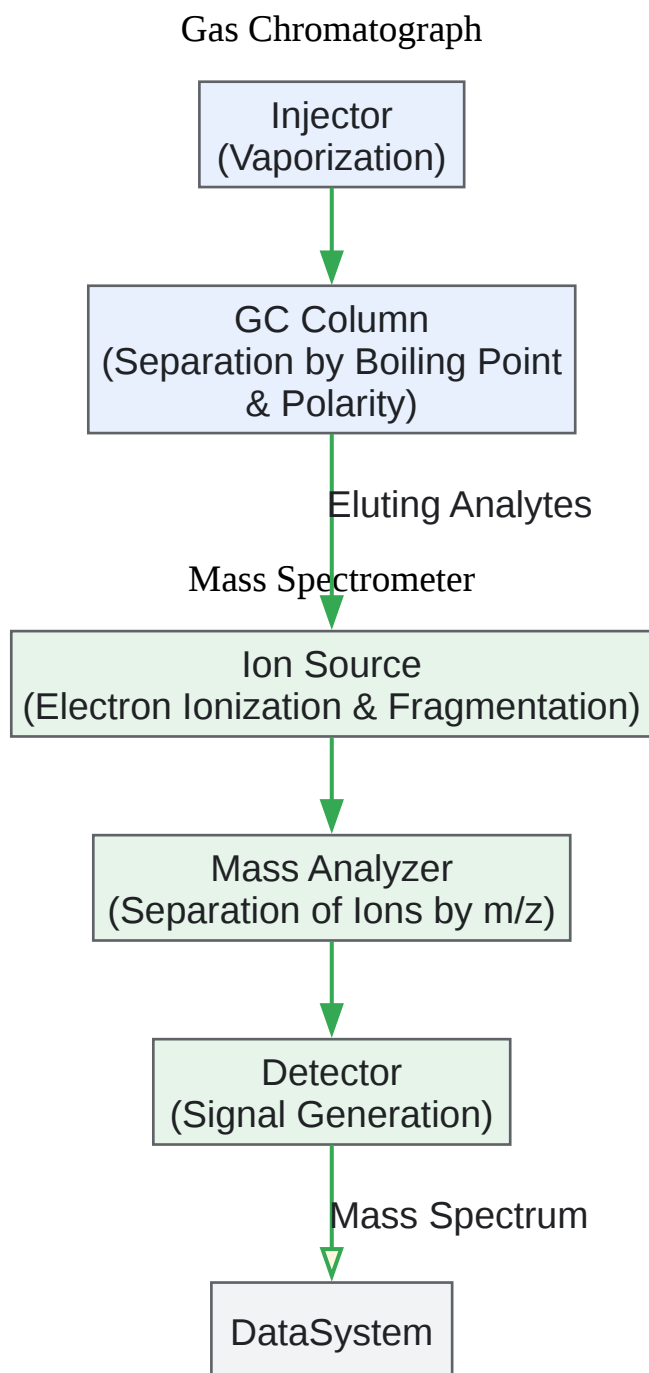 Gas Chromatograph
Injector
(Vaporization)
GC Column
(Separation by Boiling Point
& Polarity)
Eluting Analytes
Mass Spectrometer
Ion Source
(Electron Ionization & Fragmentation)
Mass Analyzer
(Separation of Ions by m/z)
Detector
(Signal Generation)
Mass Spectrum
DataSystem